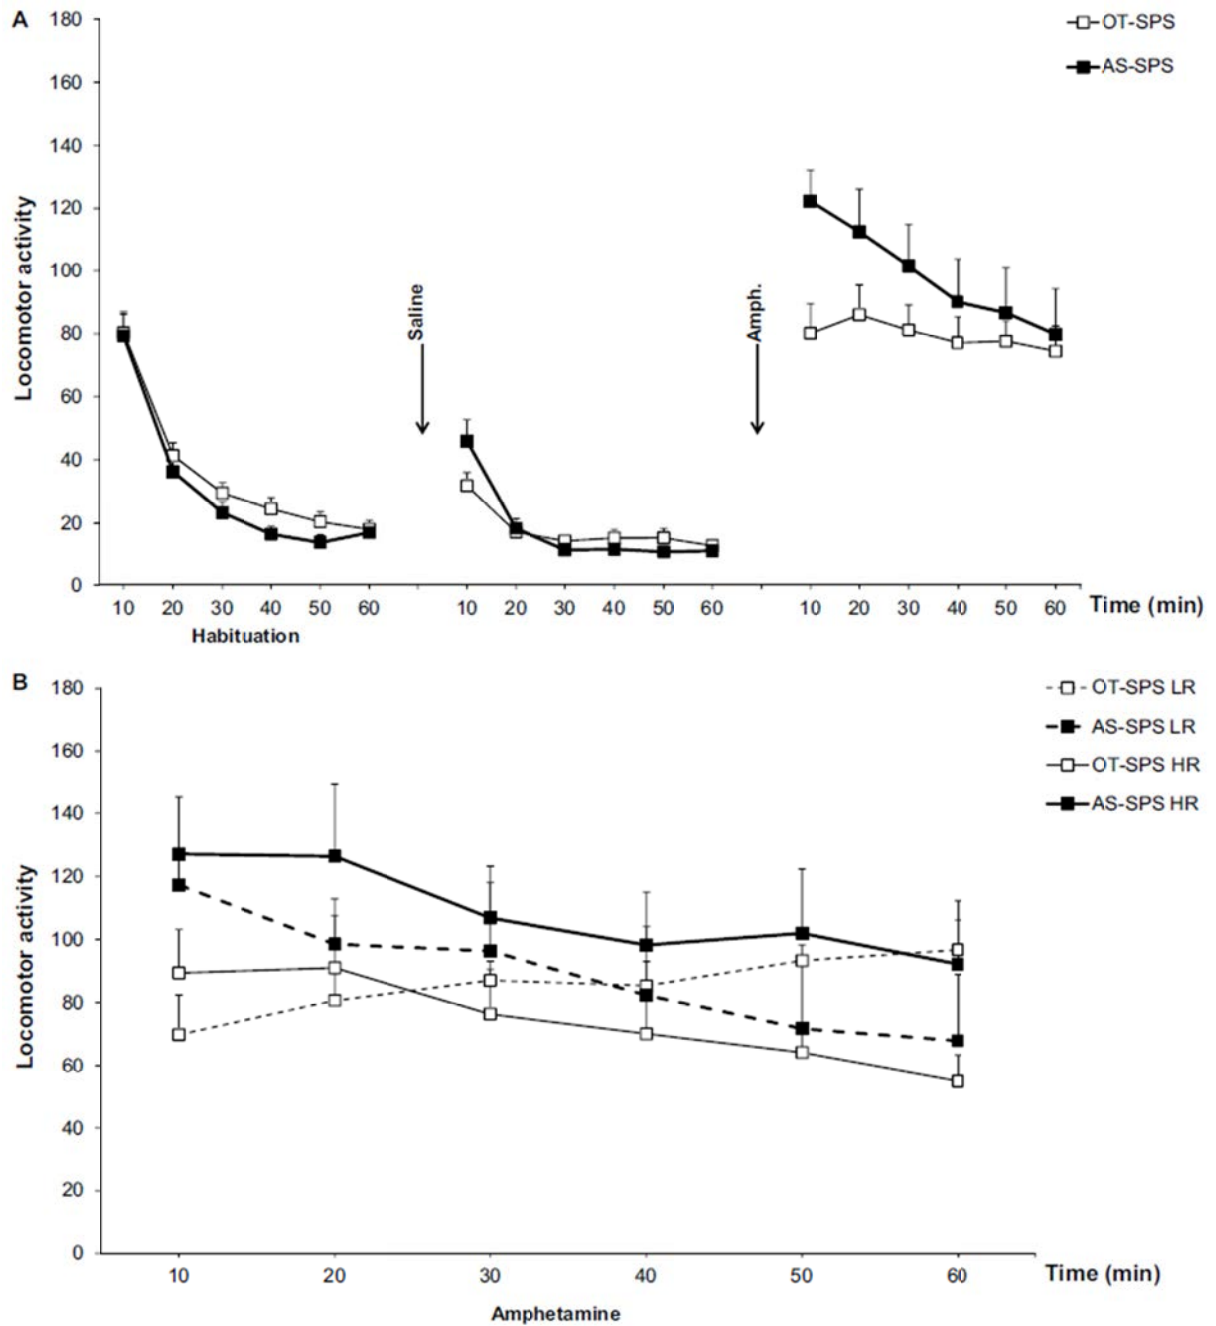 A
180
OT-SPS
AS-SPS
160
140
120
100
80
60
40
20
0
Locomotor activity
Saline
Amph.
10 20 30 40 50 60 10 20 30 40 50 60 10 20 30 40 50 60 Time (min)
Habituation
B
180
OT-SPS LR
AS-SPS LR
OT-SPS HR
AS-SPS HR
160
140
120
100
80
60
40
20
0
Locomotor activity
10 20 30 40 50 60 Time (min)
Amphetamine